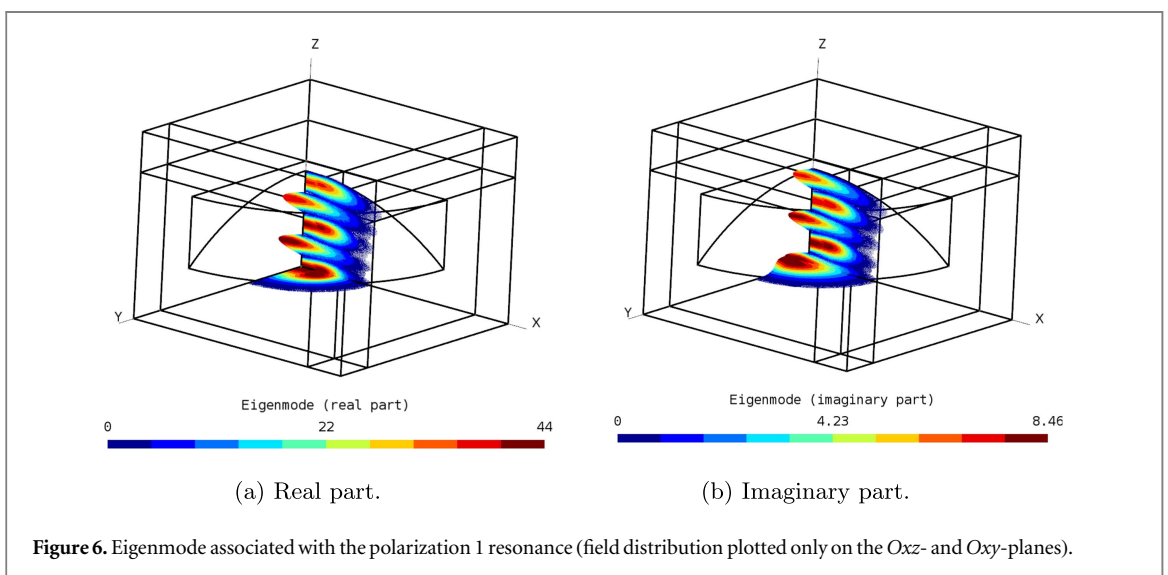 Z
Y
X
Eigenmode (real part)
0 22 44
(a) Real part.
Z
Y
X
Eigenmode (imaginary part)
0 4.23 8.46
(b) Imaginary part.
Figure 6. Eigenmode associated with the polarization 1 resonance (field distribution plotted only on the Oxz- and Oxy-planes).